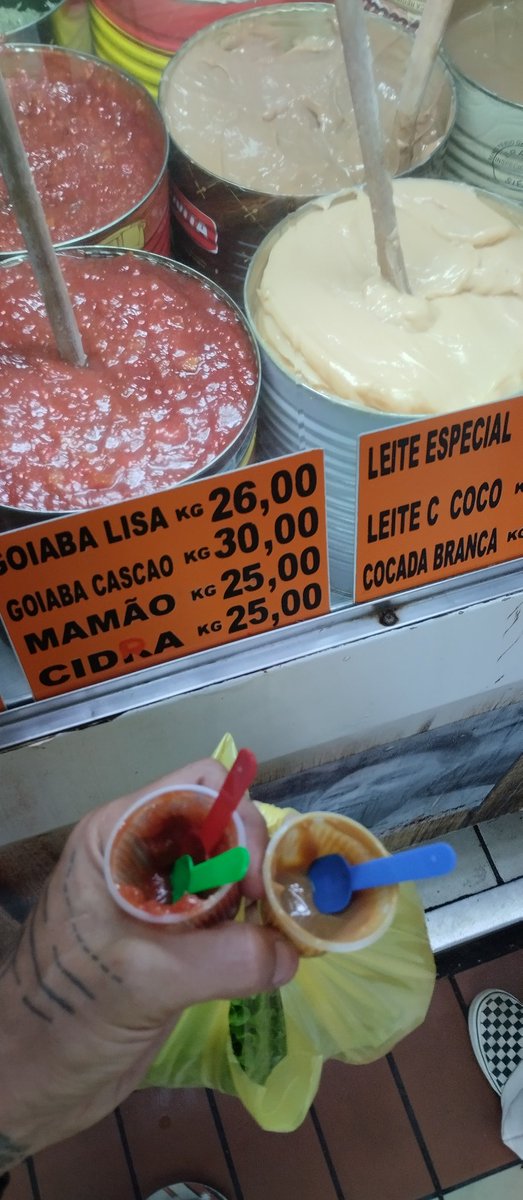 GOIABA LISA KG 26,00
GOIABA CASCAO KG 30,00
MAMÃO KG 25,00
CIDRA KG 25,00
LEITE ESPECIAL
LEITE C COCO
COCADA BRANCA KG